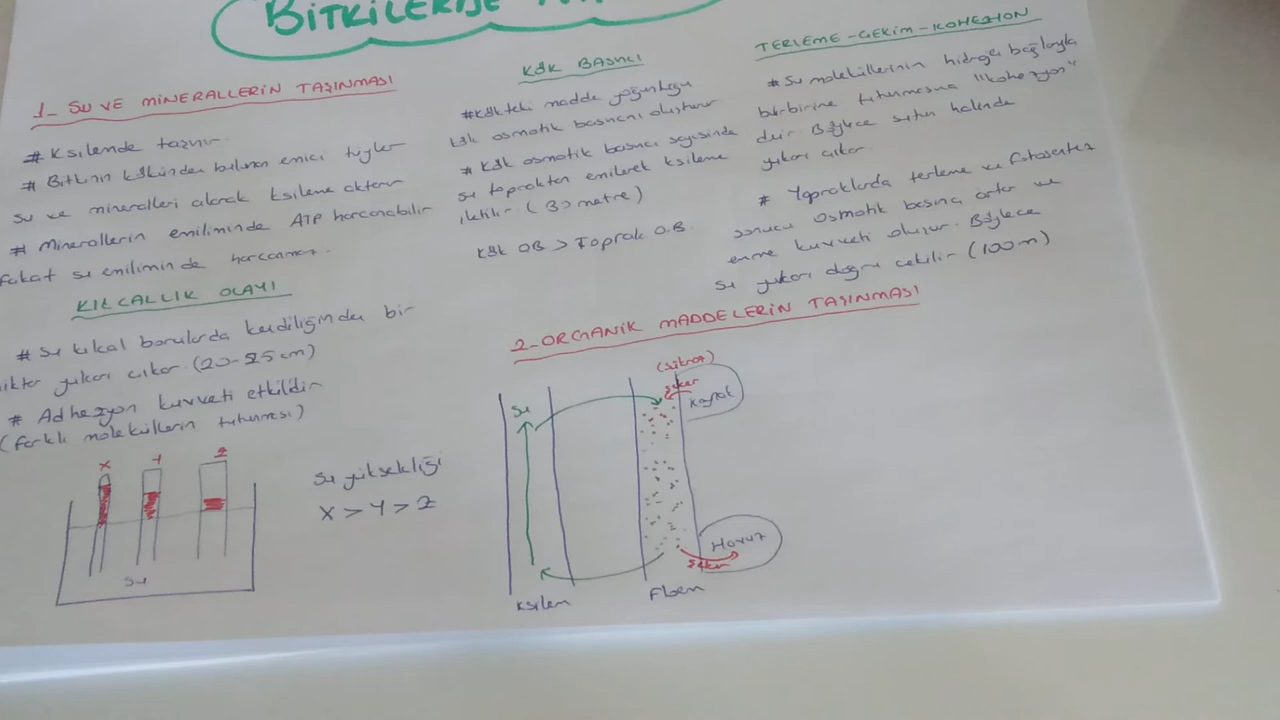 BİTKİLERDE
1- SU VE MİNERALLERİN TAŞINMASI
# Ksilemde taşınır.
# Bitkinin kökünden bulunan emici tüyler
su ve mineralleri alarak ksileme aktarır
# Minerallerin emiliminde ATP harcanabilir
fakat su emiliminde harcanmaz.
KILCALLIK OLAYI
# Su kılcal borularda kendiliğinden bir
miktar yukarı çıkar (20-25 cm)
# Adhezyon kuvveti etkilidir
(farklı moleküllerin tutunması)
X Y Z
Su
Su yüksekliği
X > Y > Z
KÖK BASINCI
# Kökteki madde yoğunluğu
kök osmotik basıncını oluşturur
# Kök osmotik basıncı sayesinde
su topraktan emilerek ksileme
iletilir (30 metre)
Kök O.B > Toprak O.B
TERLEME-ÇEKİM-KOHEZYON
# Su moleküllerinin hidrojen bağlarıyla
birbirine tutunmasına "kohezyon"
denir. Böylece sütun halinde
yukarı çıkar.
# Yapraklarda terleme ve fotosentez
sonucu osmotik basınç artar ve
emme kuvveti oluşur. Böylece
su yukarı doğru çekilir (100m)
2-ORGANİK MADDELERİN TAŞINMASI
(sükroz)
Şeker
Kaynak
Su
Havuz
Şeker
Ksilem
Floem